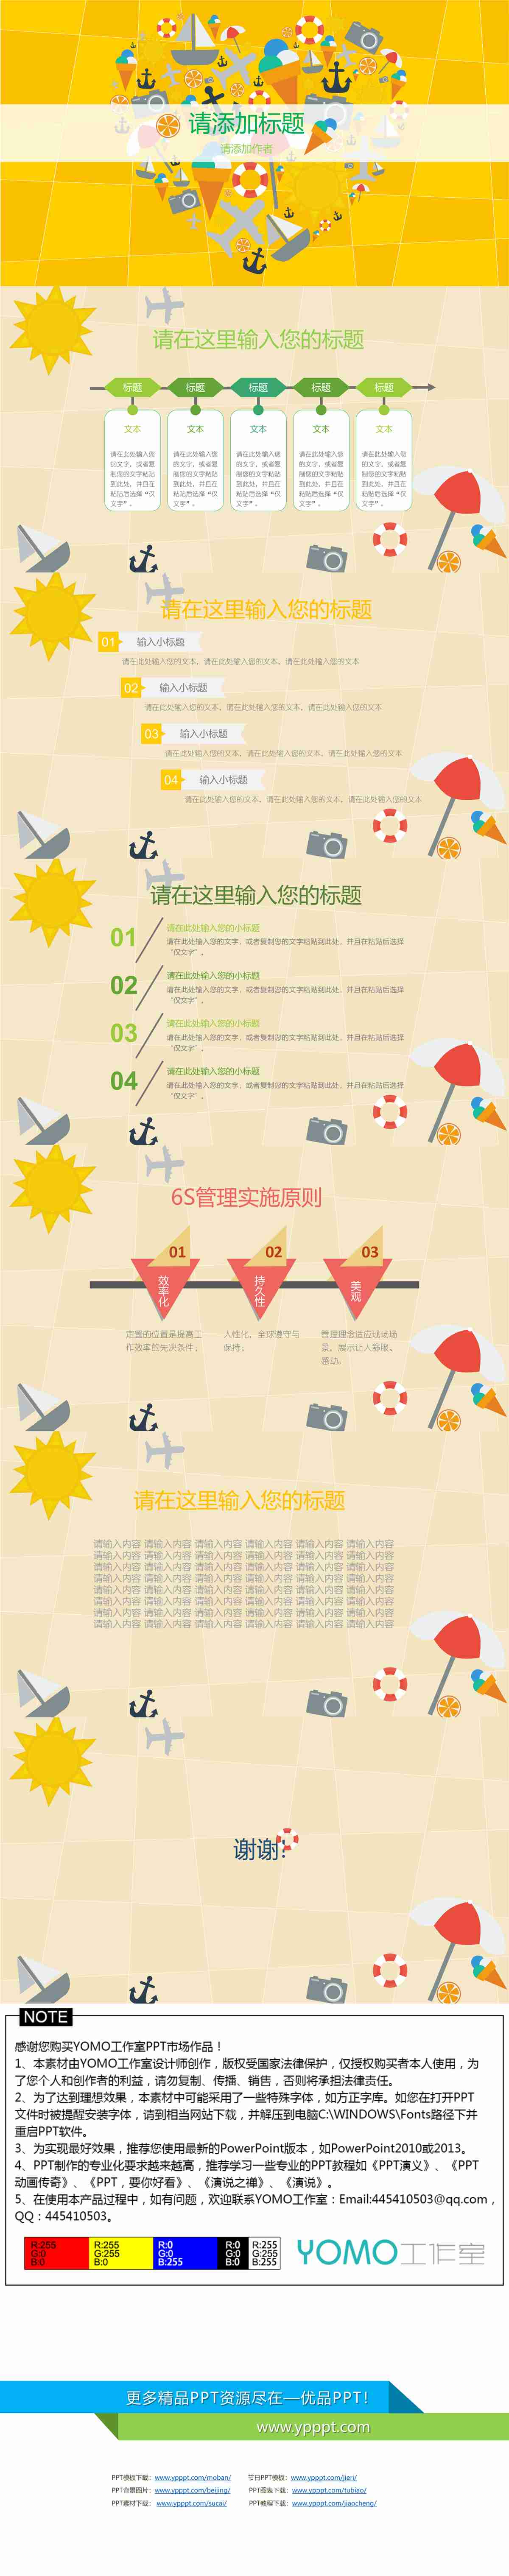 请添加标题
请添加作者
请在这里输入您的标题
标题 标题 标题 标题 标题
文本 文本 文本 文本 文本
请在此处输入您 请在此处输入您 请在此处输入您 请在此处输入您 请在此处输入您
的文字，或者复 的文字，或者复 的文字，或者复 的文字，或者复 的文字，或者复
制您的文字粘贴 制您的文字粘贴 制您的文字粘贴 制您的文字粘贴 制您的文字粘贴
到此处，并且在 到此处，并且在 到此处，并且在 到此处，并且在 到此处，并且在
粘贴后选择“仅 粘贴后选择“仅 粘贴后选择“仅 粘贴后选择“仅 粘贴后选择“仅
文字”。 文字”。 文字”。 文字”。 文字”。
请在这里输入您的标题
01 输入小标题
请在此处输入您的文本，请在此处输入您的文本，请在此处输入您的文本
02 输入小标题
请在此处输入您的文本，请在此处输入您的文本，请在此处输入您的文本
03 输入小标题
请在此处输入您的文本，请在此处输入您的文本，请在此处输入您的文本
04 输入小标题
请在此处输入您的文本，请在此处输入您的文本，请在此处输入您的文本
请在这里输入您的标题
01 请在此处输入您的小标题
请在此处输入您的文字，或者复制您的文字粘贴到此处，并且在粘贴后选择
“仅文字”。
02 请在此处输入您的小标题
请在此处输入您的文字，或者复制您的文字粘贴到此处，并且在粘贴后选择
“仅文字”。
03 请在此处输入您的小标题
请在此处输入您的文字，或者复制您的文字粘贴到此处，并且在粘贴后选择
“仅文字”。
04 请在此处输入您的小标题
请在此处输入您的文字，或者复制您的文字粘贴到此处，并且在粘贴后选择
“仅文字”。
6S管理实施原则
01 02 03
效率化 持久性 美观
定置的位置是提高工 人性化，全球遵守与 管理理念适应现场场
作效率的先决条件； 保持； 景，展示让人舒服、
感动。
请在这里输入您的标题
请输入内容 请输入内容 请输入内容 请输入内容 请输入内容 请输入内容
请输入内容 请输入内容 请输入内容 请输入内容 请输入内容 请输入内容
请输入内容 请输入内容 请输入内容 请输入内容 请输入内容 请输入内容
请输入内容 请输入内容 请输入内容 请输入内容 请输入内容 请输入内容
请输入内容 请输入内容 请输入内容 请输入内容 请输入内容 请输入内容
请输入内容 请输入内容 请输入内容 请输入内容 请输入内容 请输入内容
请输入内容 请输入内容 请输入内容 请输入内容 请输入内容 请输入内容
请输入内容 请输入内容 请输入内容 请输入内容 请输入内容 请输入内容
谢谢！
NOTE
感谢您购买YOMO工作室PPT市场作品！
1、本素材由YOMO工作室设计师创作，版权受国家法律保护，仅授权购买者本人使用，为
了您个人和创作者的利益，请勿复制、传播、销售，否则将承担法律责任。
2、为了达到理想效果，本素材中可能采用了一些特殊字体，如方正字库。如您在打开PPT
文件时被提醒安装字体，请到相当网站下载，并解压到电脑C:\WINDOWS\Fonts路径下并
重启PPT软件。
3、为实现最好效果，推荐您使用最新的PowerPoint版本，如PowerPoint2010或2013。
4、PPT制作的专业化要求越来越高，推荐学习一些专业的PPT教程如《PPT演义》、《PPT
动画传奇》、《PPT，要你好看》、《演说之禅》、《演说》。
5、在使用本产品过程中，如有问题，欢迎联系YOMO工作室：Email:445410503@qq.com，
QQ：445410503。
R:255 R:255 R:0 R:0 R:255
G:0 G:255 G:0 G:0 G:255
B:0 B:0 B:255 B:0 B:255
YOMO工作室
更多精品PPT资源尽在—优品PPT！
www.ypppt.com
PPT模板下载：www.ypppt.com/moban/ 节日PPT模板：www.ypppt.com/jieri/
PPT背景图片：www.ypppt.com/beijing/ PPT图表下载：www.ypppt.com/tubiao/
PPT素材下载：www.ypppt.com/sucai/ PPT教程下载：www.ypppt.com/jiaocheng/